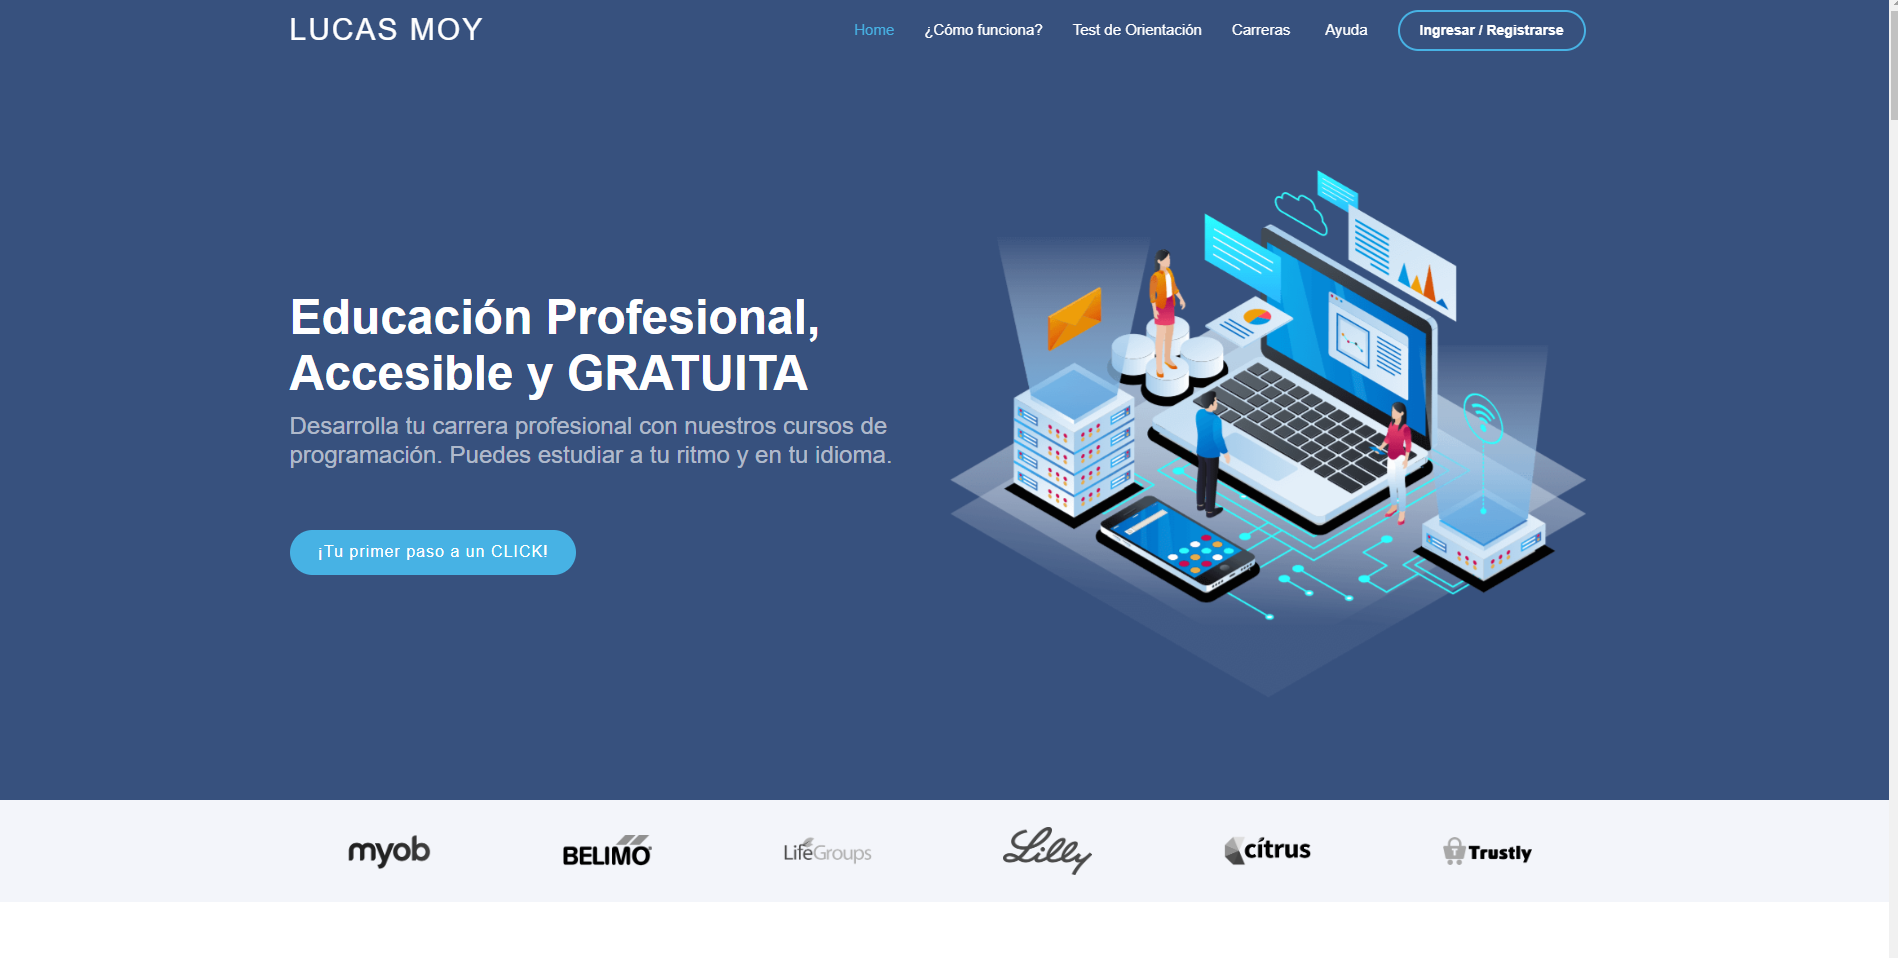 LUCAS MOY
Home ¿Cómo funciona? Test de Orientación Carreras Ayuda Ingresar / Registrarse
Educación Profesional,
Accesible y GRATUITA
Desarrolla tu carrera profesional con nuestros cursos de
programación. Puedes estudiar a tu ritmo y en tu idioma.
¡Tu primer paso a un CLICK!
myob BELIMO LifeGroups Lilly cítrus T Trustly